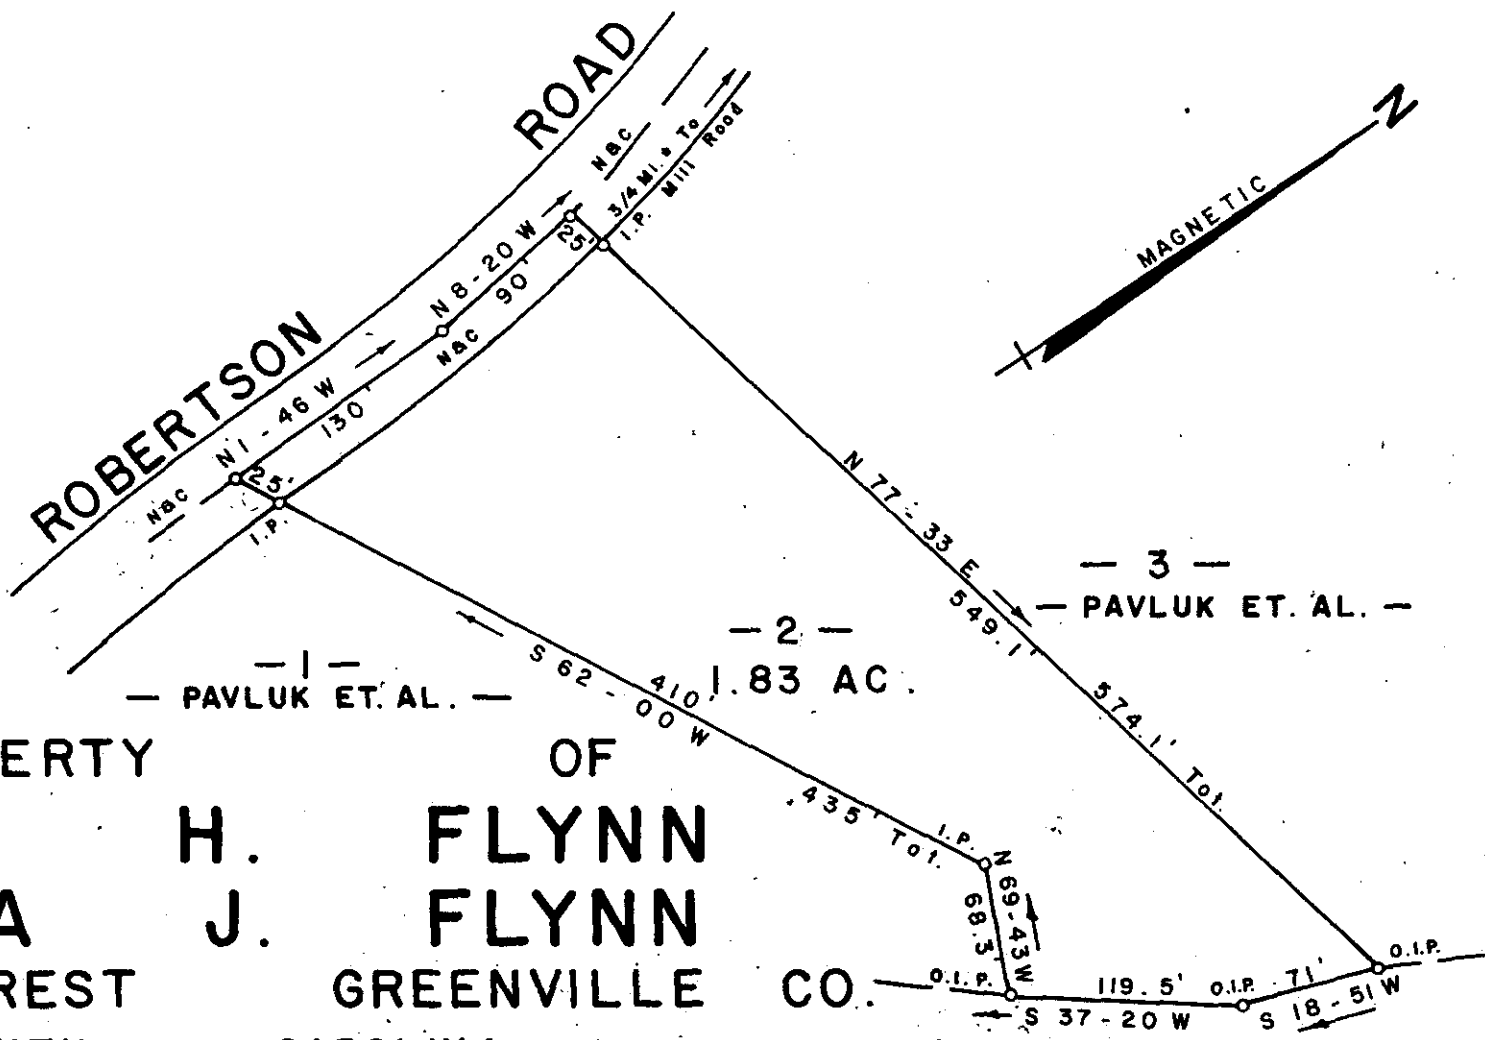 ROBERTSON ROAD
N&C
3/4 MI. ± To
Mill Road
I.P.
25'
N 8 - 20 W
90'
N&C
N 1 - 46 W
130'
25'
N&C
I.P.
MAGNETIC
N
N 77 - 33 E
549.1'
574.1' Tot.
— 3 —
— PAVLUK ET. AL. —
— 2 —
1.83 AC.
S 62 - 00 W
410'
435' Tot.
— 1 —
— PAVLUK ET. AL. —
I.P.
N 69-43 W
68.3'
O.I.P.
119.5'
S 37-20 W
O.I.P.
71'
S 18-51 W
O.I.P.
ERTY OF
H. FLYNN
A J. FLYNN
REST GREENVILLE CO.